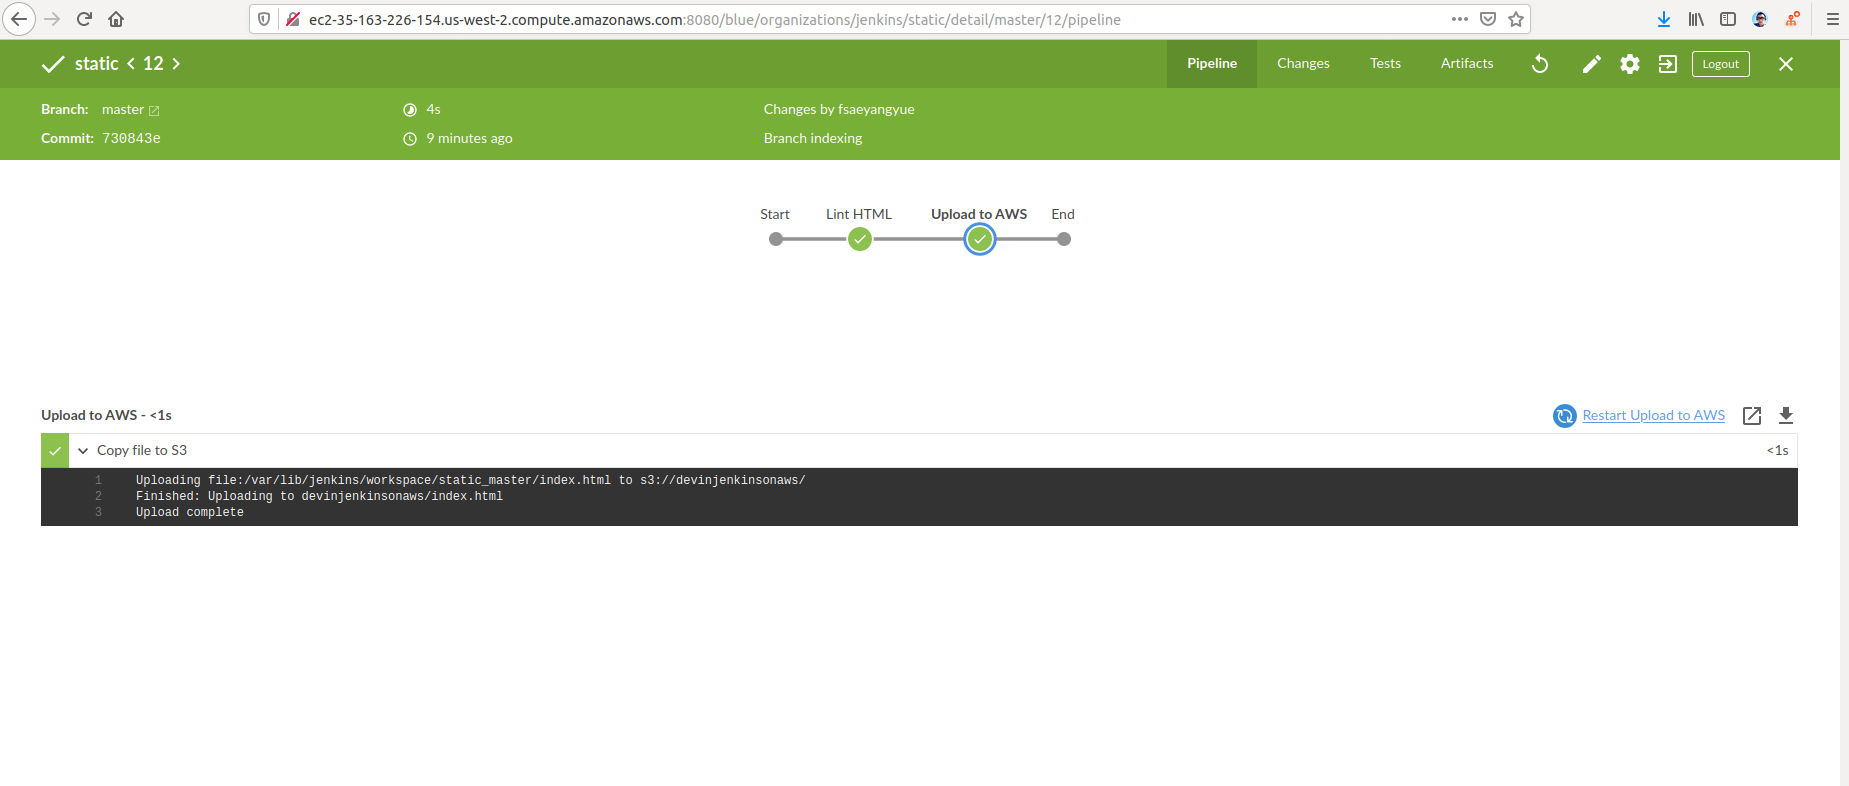 ec2-35-163-226-154.us-west-2.compute.amazonaws.com:8080/blue/organizations/jenkins/static/detail/master/12/pipeline
static < 12 >
Pipeline Changes Tests Artifacts Logout
Branch: master 4s Changes by fsaeyangyue
Commit: 730843e 9 minutes ago Branch indexing
Start Lint HTML Upload to AWS End
Upload to AWS - <1s Restart Upload to AWS
Copy file to S3 <1s
1 Uploading file:/var/lib/jenkins/workspace/static_master/index.html to s3://devinjenkinsonaws/
2 Finished: Uploading to devinjenkinsonaws/index.html
3 Upload complete